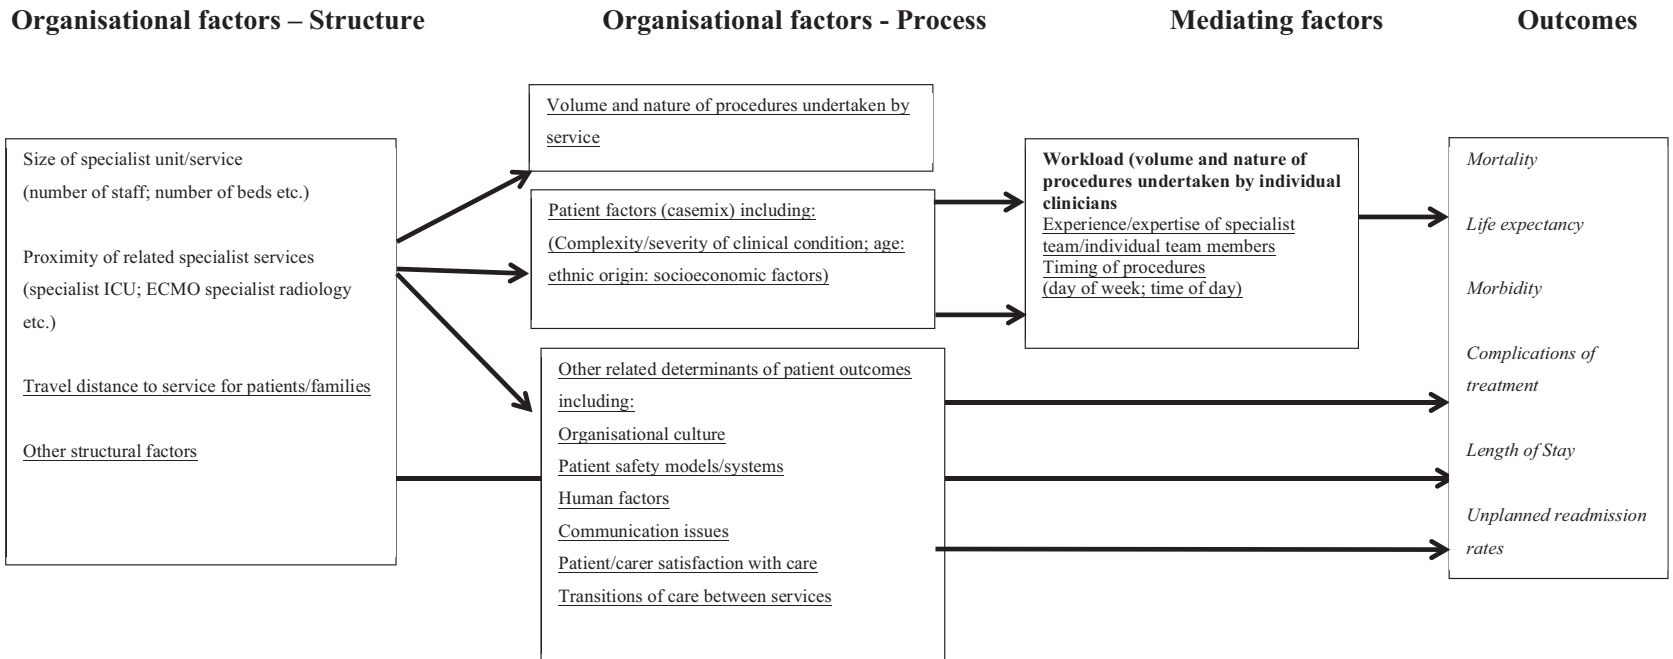 Organisational factors – Structure
Organisational factors - Process
Mediating factors
Outcomes
Size of specialist unit/service
(number of staff; number of beds etc.)
Proximity of related specialist services
(specialist ICU; ECMO specialist radiology
etc.)
Travel distance to service for patients/families
Other structural factors
Volume and nature of procedures undertaken by
service
Patient factors (casemix) including:
(Complexity/severity of clinical condition; age:
ethnic origin: socioeconomic factors)
Other related determinants of patient outcomes
including:
Organisational culture
Patient safety models/systems
Human factors
Communication issues
Patient/carer satisfaction with care
Transitions of care between services
Workload (volume and nature of
procedures undertaken by individual
clinicians
Experience/expertise of specialist
team/individual team members
Timing of procedures
(day of week; time of day)
Mortality
Life expectancy
Morbidity
Complications of
treatment
Length of Stay
Unplanned readmission
rates